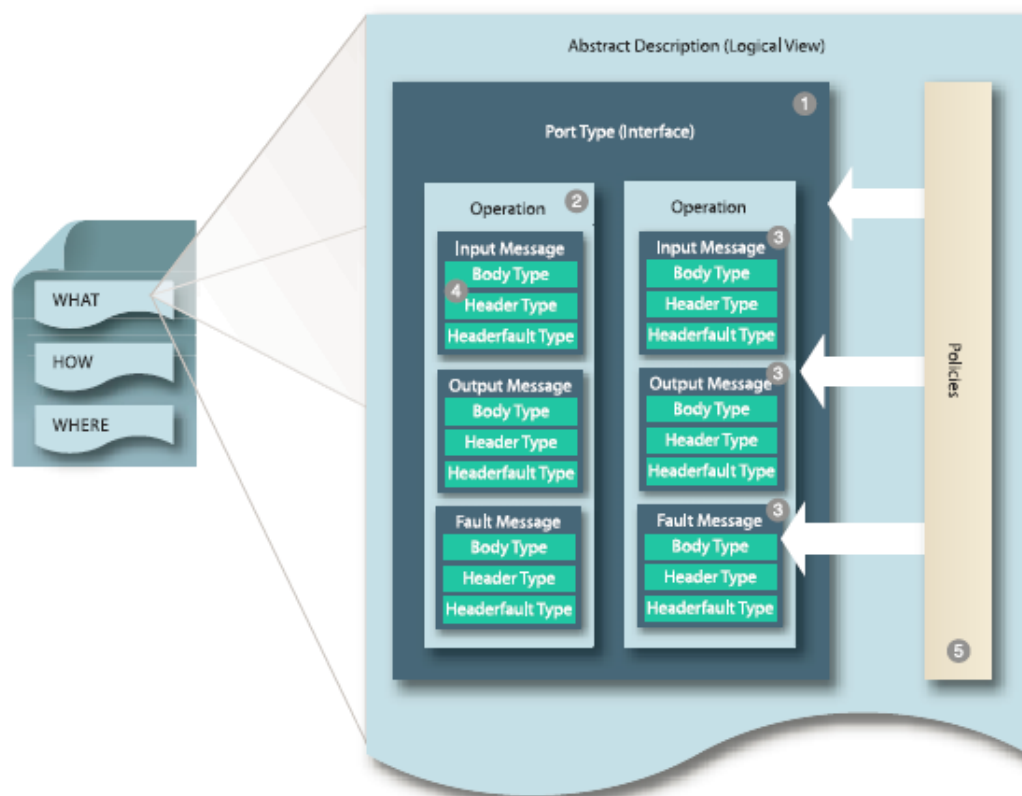 Abstract Description (Logical View)
1
Port Type (Interface)
WHAT
HOW
WHERE
Operation
2
Input Message
Body Type
4
Header Type
Headerfault Type
Output Message
Body Type
Header Type
Headerfault Type
Fault Message
Body Type
Header Type
Headerfault Type
Operation
Input Message
3
Body Type
Header Type
Headerfault Type
Output Message
3
Body Type
Header Type
Headerfault Type
Fault Message
3
Body Type
Header Type
Headerfault Type
Policies
5